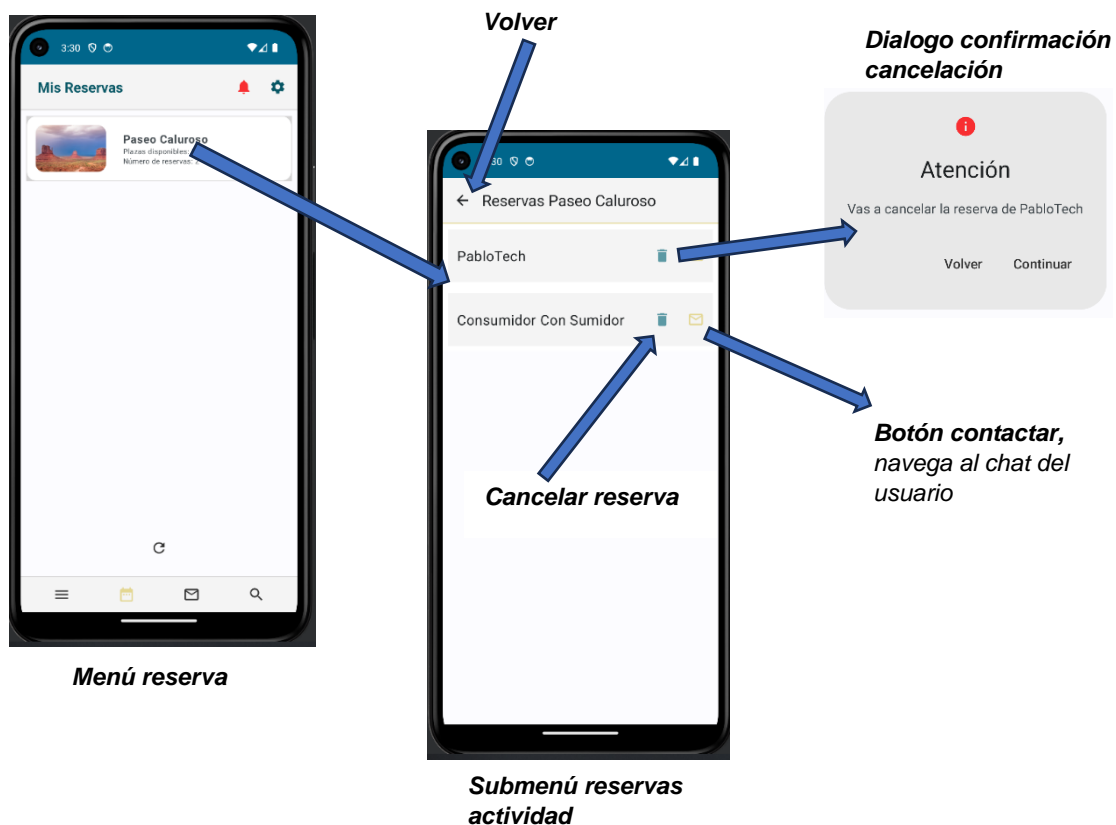 Volver
Dialogo confirmación
cancelación
3:30
Mis Reservas
Paseo Caluroso
Plazas disponibles:
Número de reservas: 2
30
Reservas Paseo Caluroso
PabloTech
Consumidor Con Sumidor
Cancelar reserva
Atención
Vas a cancelar la reserva de PabloTech
Volver Continuar
Botón contactar,
navega al chat del
usuario
Menú reserva
Submenú reservas
actividad